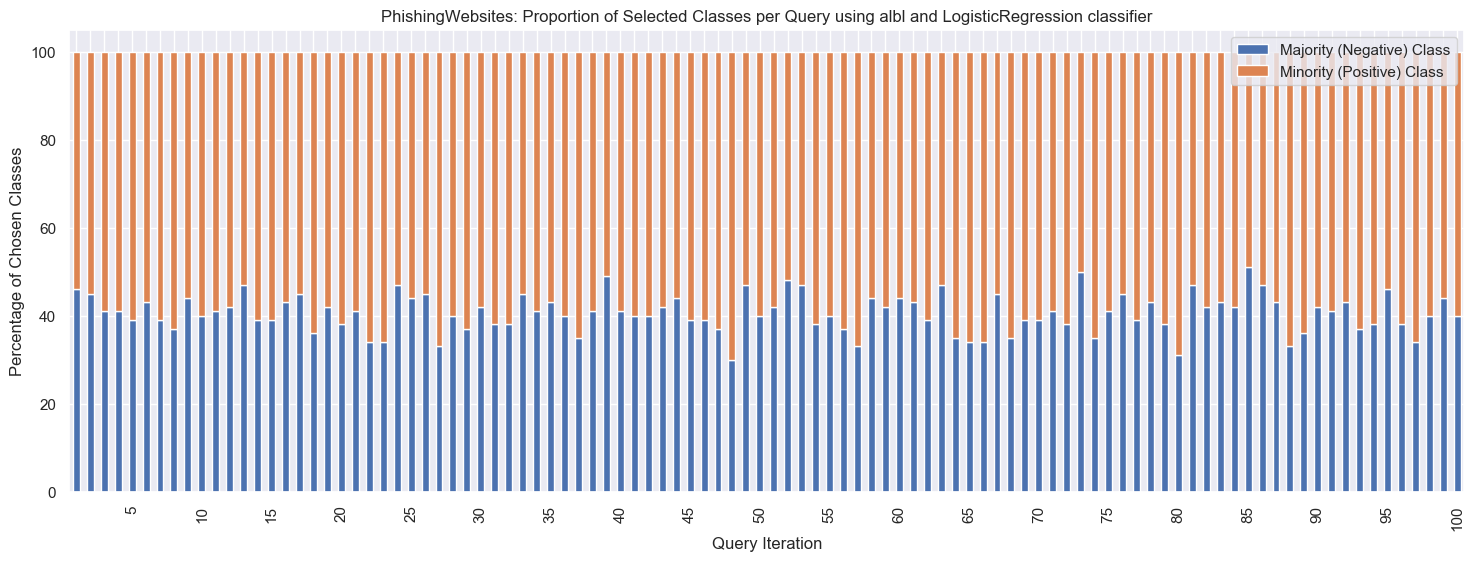 PhishingWebsites: Proportion of Selected Classes per Query using albl and LogisticRegression classifier
Majority (Negative) Class
Minority (Positive) Class
Percentage of Chosen Classes
100
80
60
40
20
0
5 10 15 20 25 30 35 40 45 50 55 60 65 70 75 80 85 90 95 100
Query Iteration